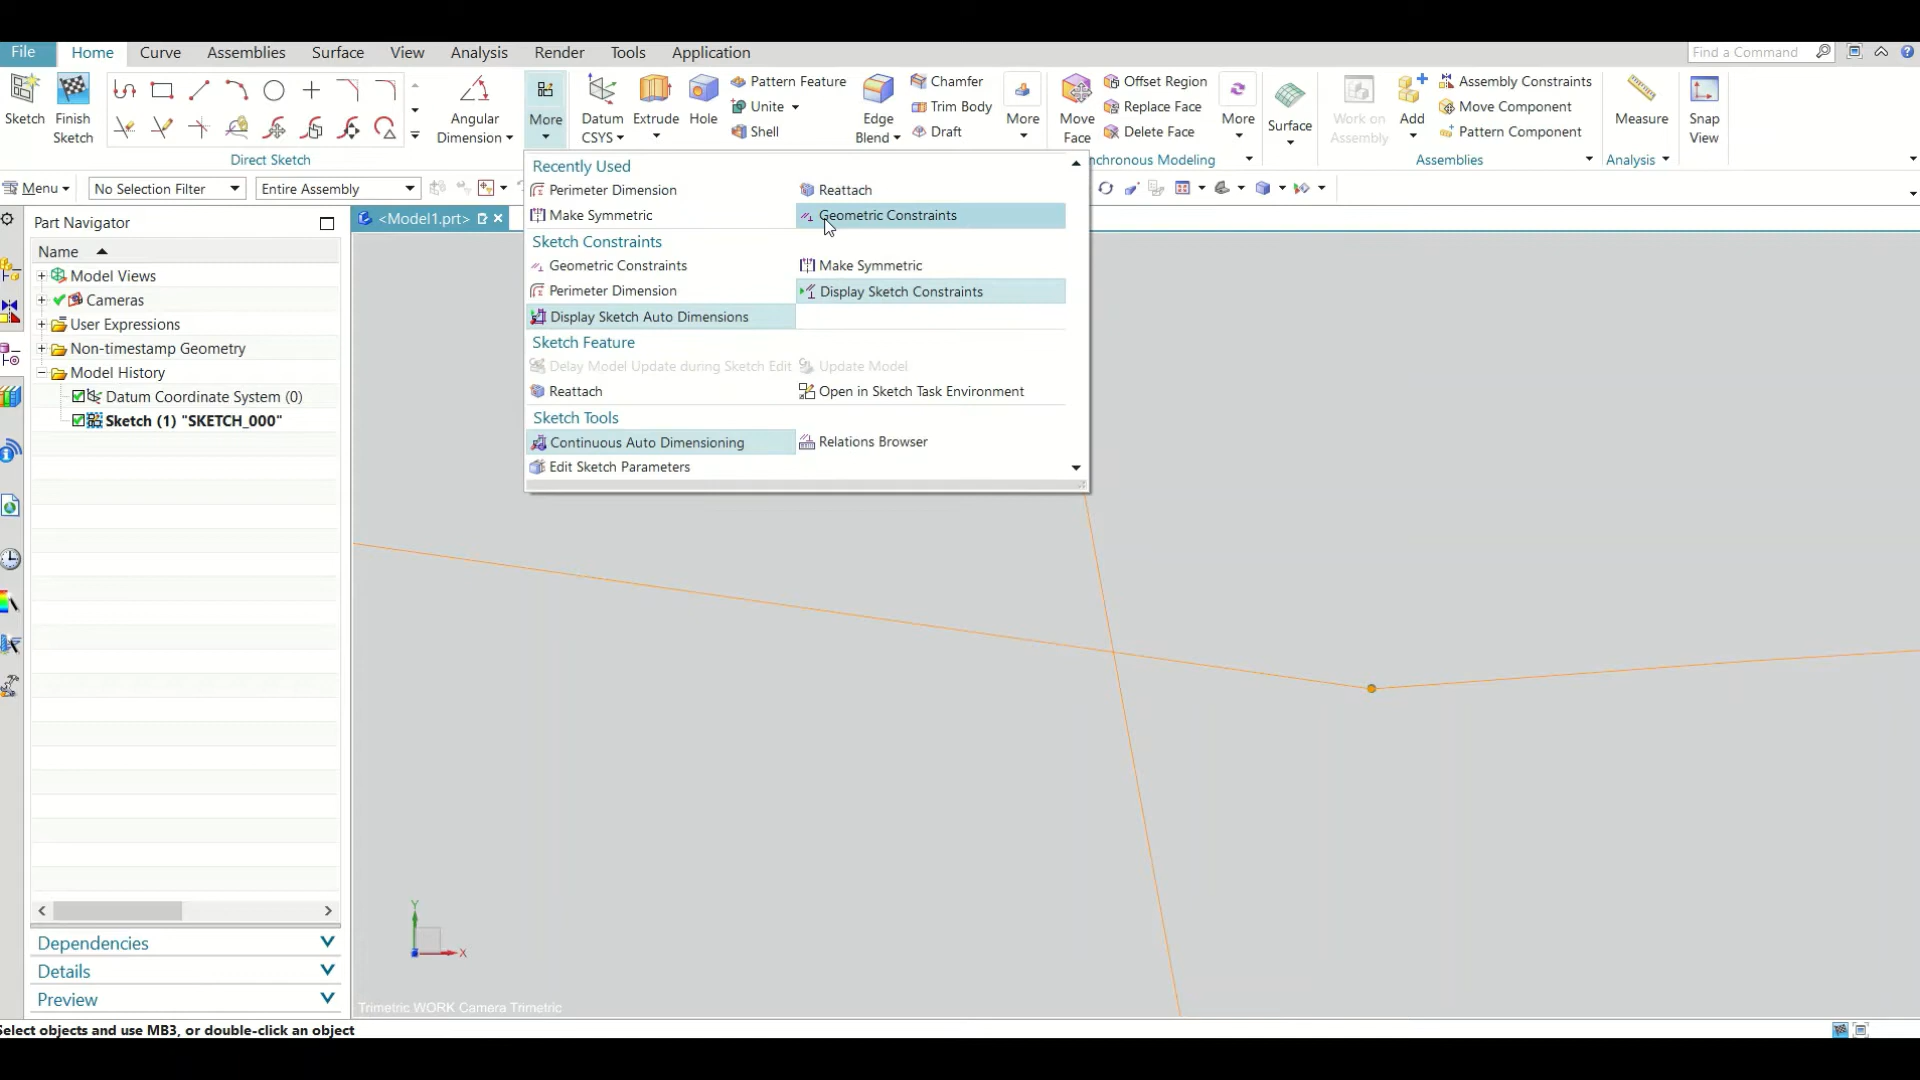 File Home Curve Assemblies Surface View Analysis Render Tools Application Find a Command
Sketch Finish Sketch Direct Sketch
Angular Dimension
More
Datum CSYS
Extrude
Hole
Pattern Feature
Unite
Shell
Edge Blend
Chamfer
Trim Body
Draft
More
Move Face
Offset Region
Replace Face
Delete Face
More
nchronous Modeling
Surface
Work on Assembly
Add
Assembly Constraints
Move Component
Pattern Component
Assemblies
Measure
Analysis
Snap View
Menu No Selection Filter Entire Assembly
Part Navigator
<Model1.prt>
Name
Model Views
Cameras
User Expressions
Non-timestamp Geometry
Model History
Datum Coordinate System (0)
Sketch (1) "SKETCH_000"
Dependencies
Details
Preview
Recently Used
Perimeter Dimension Reattach
Make Symmetric Geometric Constraints
Sketch Constraints
Geometric Constraints Make Symmetric
Perimeter Dimension Display Sketch Constraints
Display Sketch Auto Dimensions
Sketch Feature
Delay Model Update during Sketch Edit Update Model
Reattach Open in Sketch Task Environment
Sketch Tools
Continuous Auto Dimensioning Relations Browser
Edit Sketch Parameters
Y
X
Trimetric WORK Camera Trimetric
Select objects and use MB3, or double-click an object